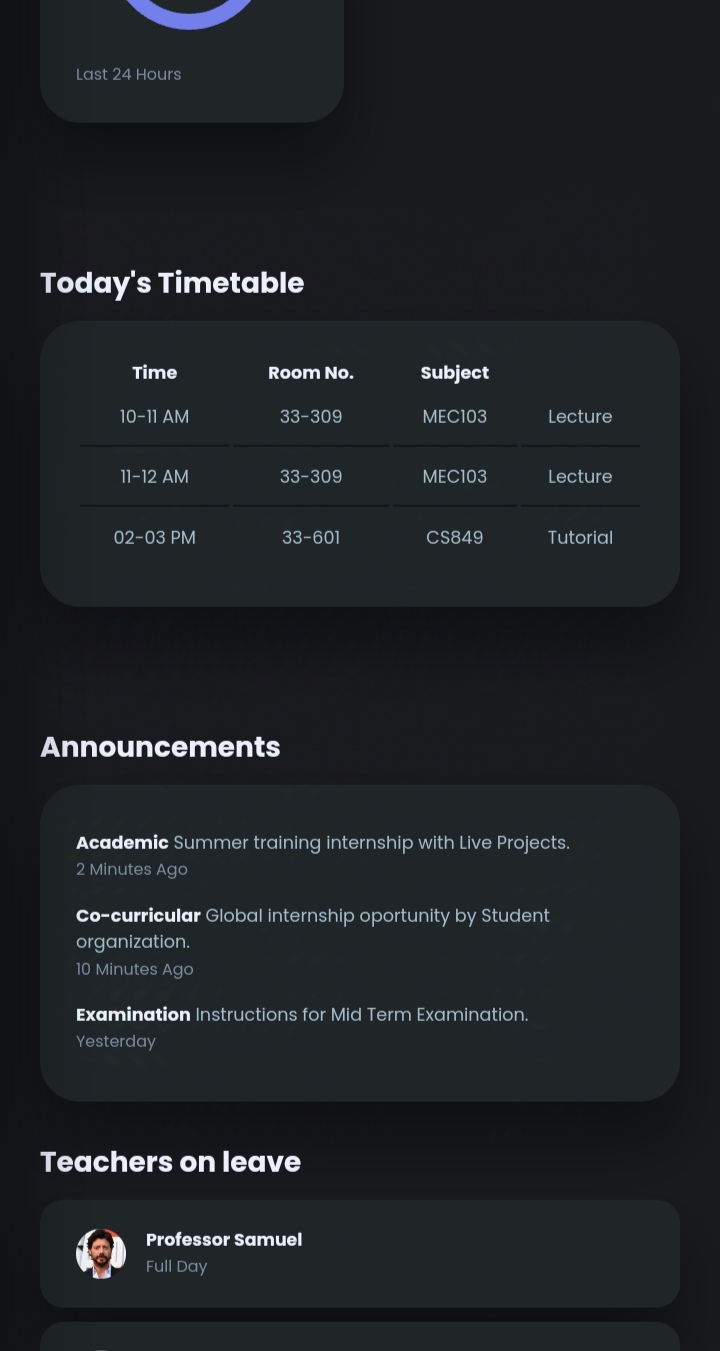 Last 24 Hours
Today's Timetable
Time Room No. Subject
10-11 AM 33-309 MEC103 Lecture
11-12 AM 33-309 MEC103 Lecture
02-03 PM 33-601 CS849 Tutorial
Announcements
Academic Summer training internship with Live Projects.
2 Minutes Ago
Co-curricular Global internship oportunity by Student
organization.
10 Minutes Ago
Examination Instructions for Mid Term Examination.
Yesterday
Teachers on leave
Professor Samuel
Full Day